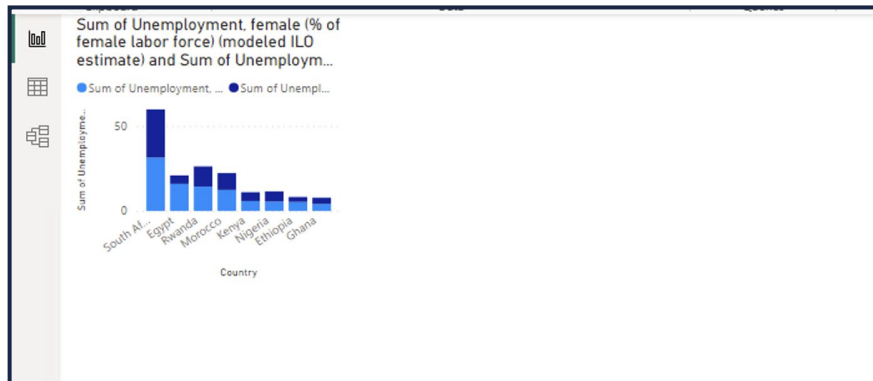 Sum of Unemployment, female (% of
female labor force) (modeled ILO
estimate) and Sum of Unemploym...
Sum of Unemployment, ... Sum of Unempl...
Sum of Unemployme...
50
0
South Af...
Egypt
Rwanda
Morocco
Kenya
Nigeria
Ethiopia
Ghana
Country